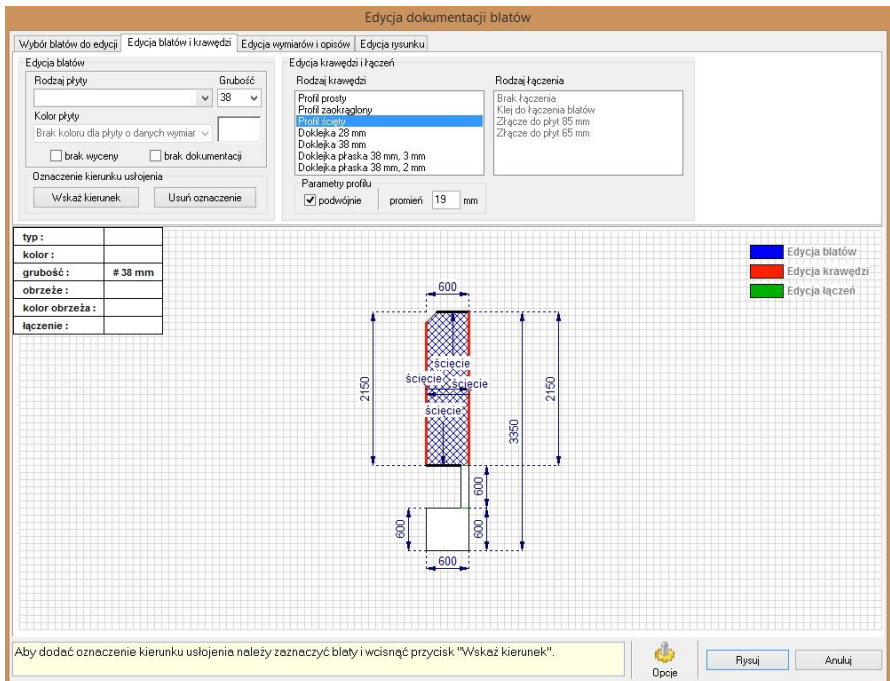 Edycja dokumentacji blatów
Wybór blatów do edycji Edycja blatów i krawędzi Edycja wymiarów i opisów Edycja rysunku
Edycja blatów
Rodzaj płyty Grubość
38
Kolor płyty
Brak koloru dla płyty o danych wymiar
brak wyceny brak dokumentacji
Oznaczenie kierunku usłojenia
Wskaż kierunek Usuń oznaczenie
Edycja krawędzi i łączeń
Rodzaj krawędzi
Profil prosty
Profil zaokrąglony
Profil ścięty
Doklejka 28 mm
Doklejka 38 mm
Doklejka płaska 38 mm, 3 mm
Doklejka płaska 38 mm, 2 mm
Parametry profilu
podwójnie promień 19 mm
Rodzaj łączenia
Brak łączenia
Klej do łączenia blatów
Złącze do płyt 85 mm
Złącze do płyt 65 mm
typ :
kolor :
grubość : # 38 mm
obrzeże :
kolor obrzeża :
łączenie :
Edycja blatów
Edycja krawędzi
Edycja łączeń
600
ścięcie
ścięcie ścięcie
ścięcie
2150
3350
2150
600
600
600
600
Aby dodać oznaczenie kierunku usłojenia należy zaznaczyć blaty i wcisnąć przycisk "Wskaż kierunek".
Opcje
Rysuj
Anuluj